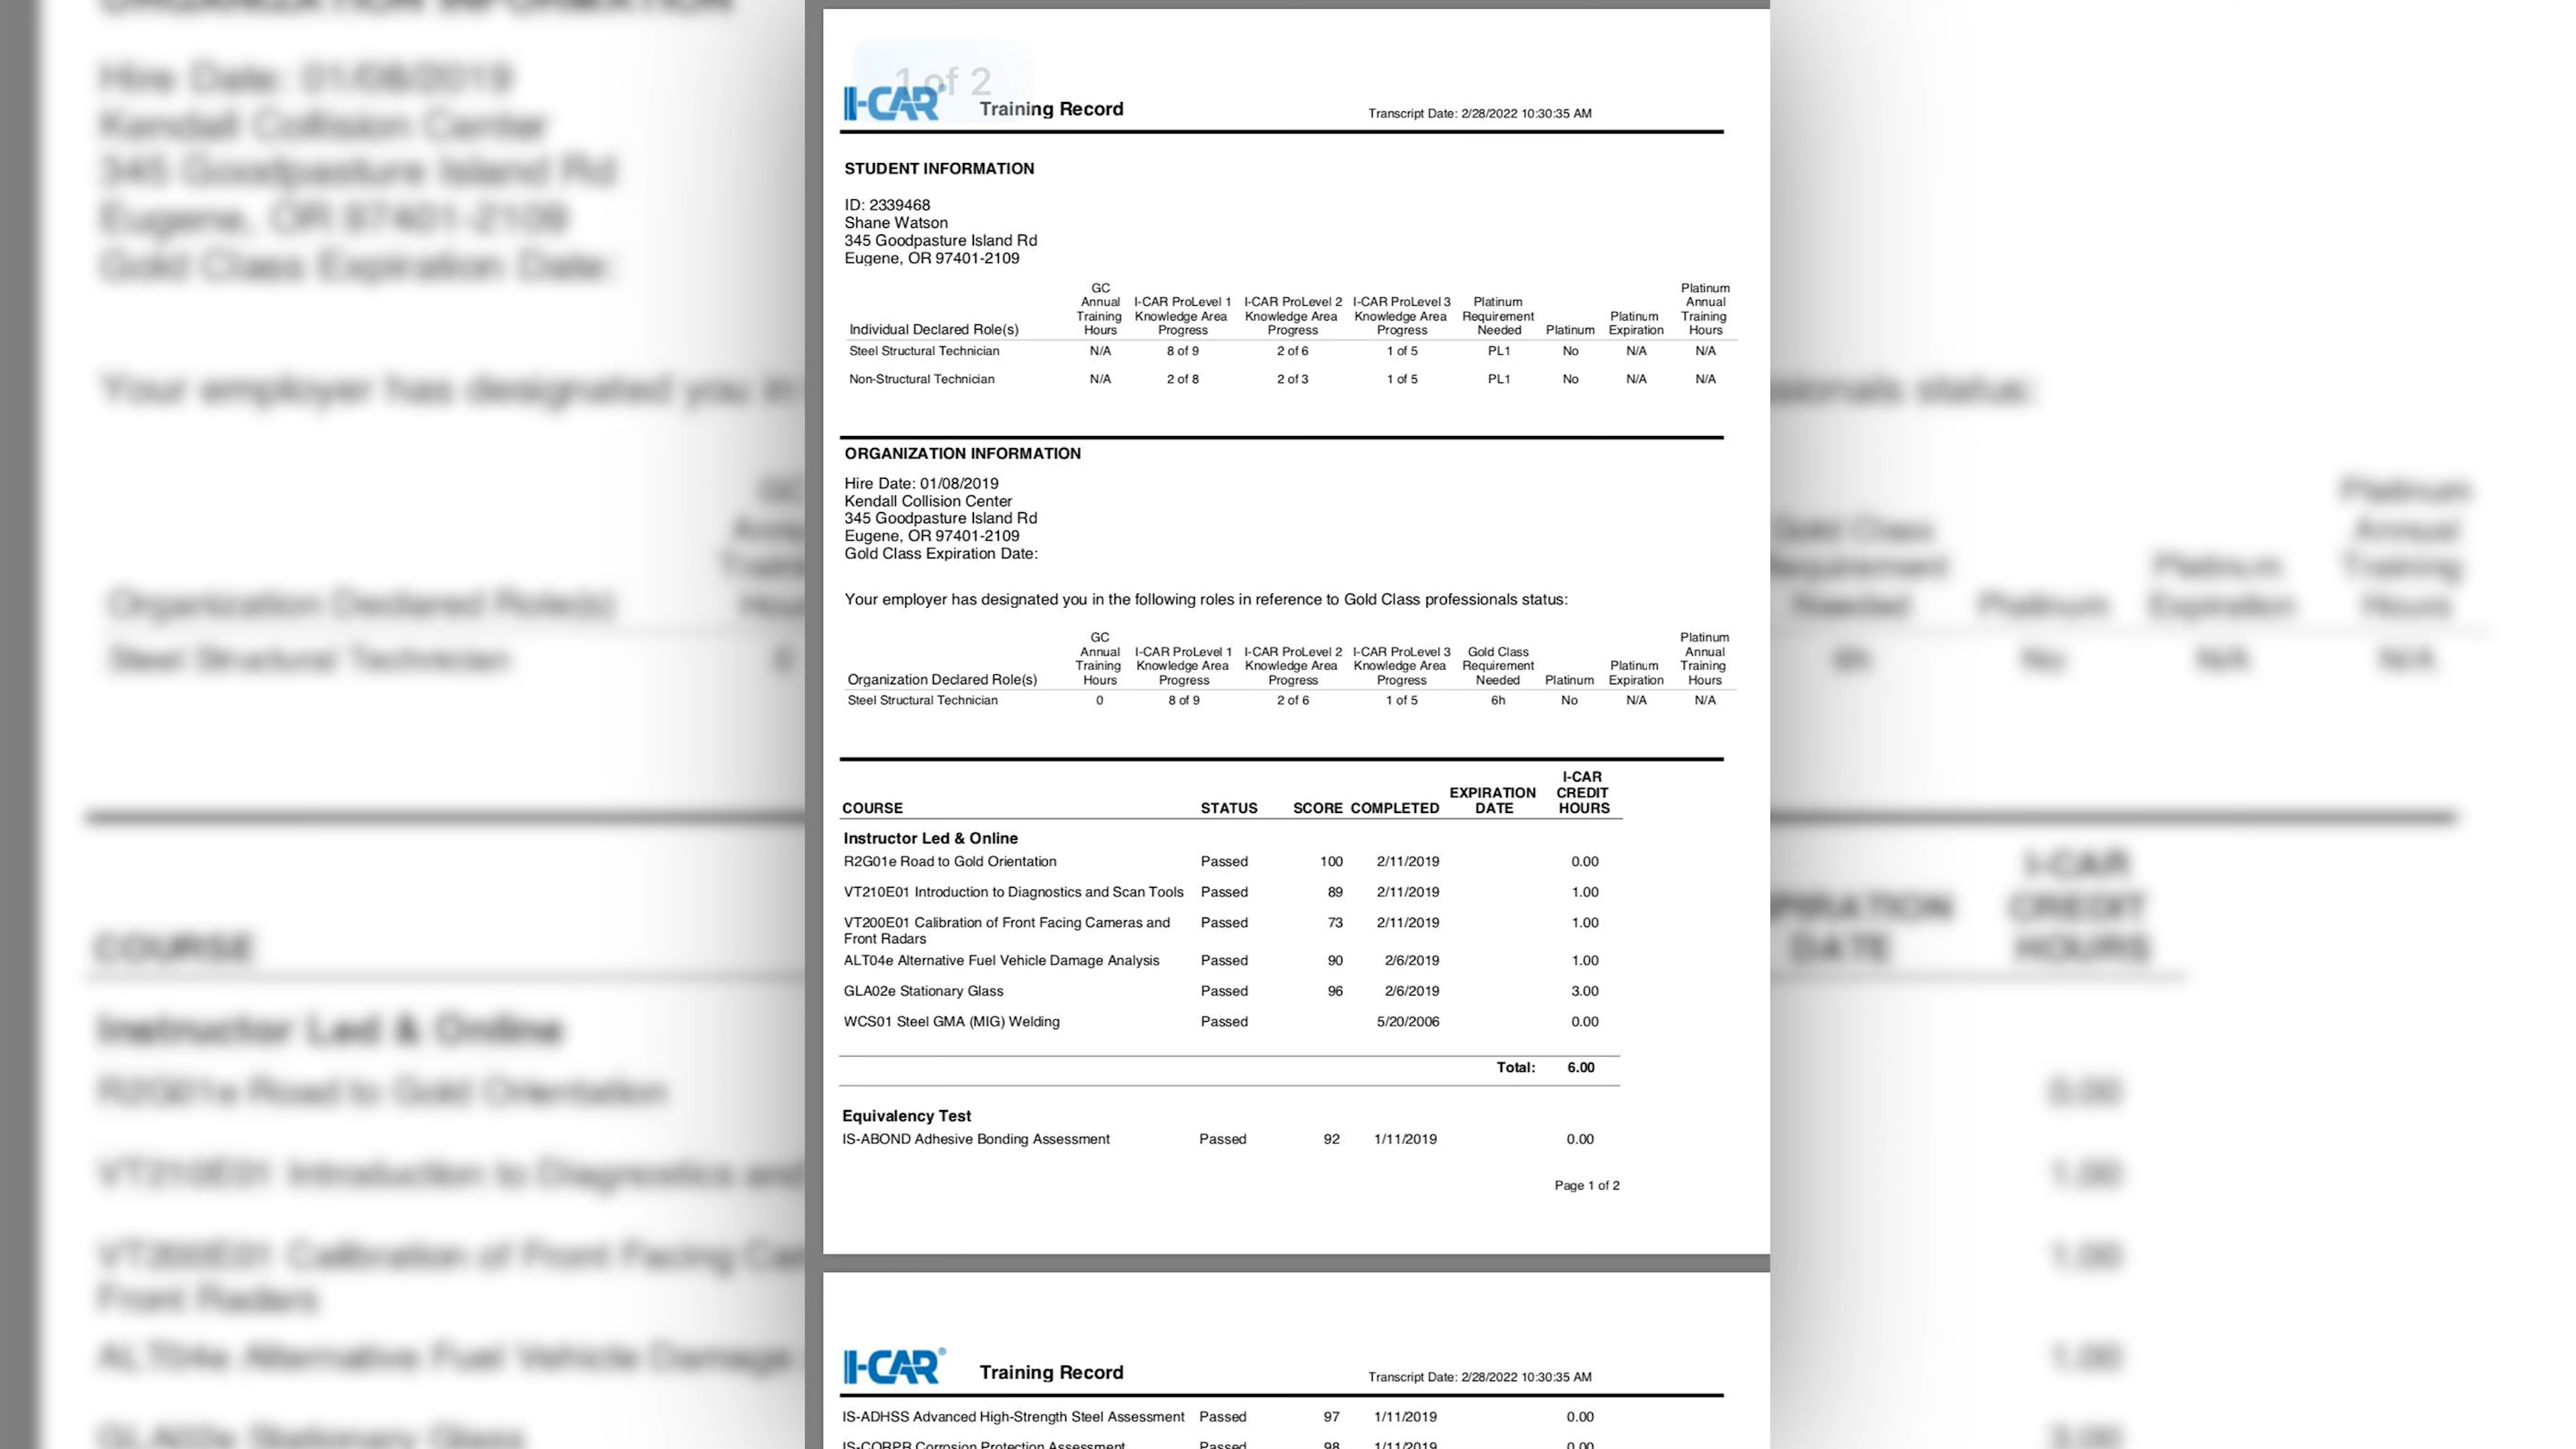 1 of 2
I-CAR® Training Record Transcript Date: 2/28/2022 10:30:35 AM
STUDENT INFORMATION
ID: 2339468
Shane Watson
345 Goodpasture Island Rd
Eugene, OR 97401-2109
Individual Declared Role(s) GC Annual Training Hours I-CAR ProLevel 1 Knowledge Area Progress I-CAR ProLevel 2 Knowledge Area Progress I-CAR ProLevel 3 Knowledge Area Progress Platinum Requirement Needed Platinum Platinum Expiration Platinum Annual Training Hours
Steel Structural Technician N/A 8 of 9 2 of 6 1 of 5 PL1 No N/A N/A
Non-Structural Technician N/A 2 of 8 2 of 3 1 of 5 PL1 No N/A N/A
ORGANIZATION INFORMATION
Hire Date: 01/08/2019
Kendall Collision Center
345 Goodpasture Island Rd
Eugene, OR 97401-2109
Gold Class Expiration Date:
Your employer has designated you in the following roles in reference to Gold Class professionals status:
Organization Declared Role(s) GC Annual Training Hours I-CAR ProLevel 1 Knowledge Area Progress I-CAR ProLevel 2 Knowledge Area Progress I-CAR ProLevel 3 Knowledge Area Progress Gold Class Requirement Needed Platinum Platinum Expiration Platinum Annual Training Hours
Steel Structural Technician 0 8 of 9 2 of 6 1 of 5 6h No N/A N/A
COURSE STATUS SCORE COMPLETED EXPIRATION DATE I-CAR CREDIT HOURS
Instructor Led & Online
R2G01e Road to Gold Orientation Passed 100 2/11/2019 0.00
VT210E01 Introduction to Diagnostics and Scan Tools Passed 89 2/11/2019 1.00
VT200E01 Calibration of Front Facing Cameras and Passed 73 2/11/2019 1.00
Front Radars
ALT04e Alternative Fuel Vehicle Damage Analysis Passed 90 2/6/2019 1.00
GLA02e Stationary Glass Passed 96 2/6/2019 3.00
WCS01 Steel GMA (MIG) Welding Passed 5/20/2006 0.00
Total: 6.00
Equivalency Test
IS-ABOND Adhesive Bonding Assessment Passed 92 1/11/2019 0.00
Page 1 of 2
I-CAR® Training Record Transcript Date: 2/28/2022 10:30:35 AM
IS-ADHSS Advanced High-Strength Steel Assessment Passed 97 1/11/2019 0.00
IS-CORPR Corrosion Protection Assessment Passed 98 1/11/2019 0.00